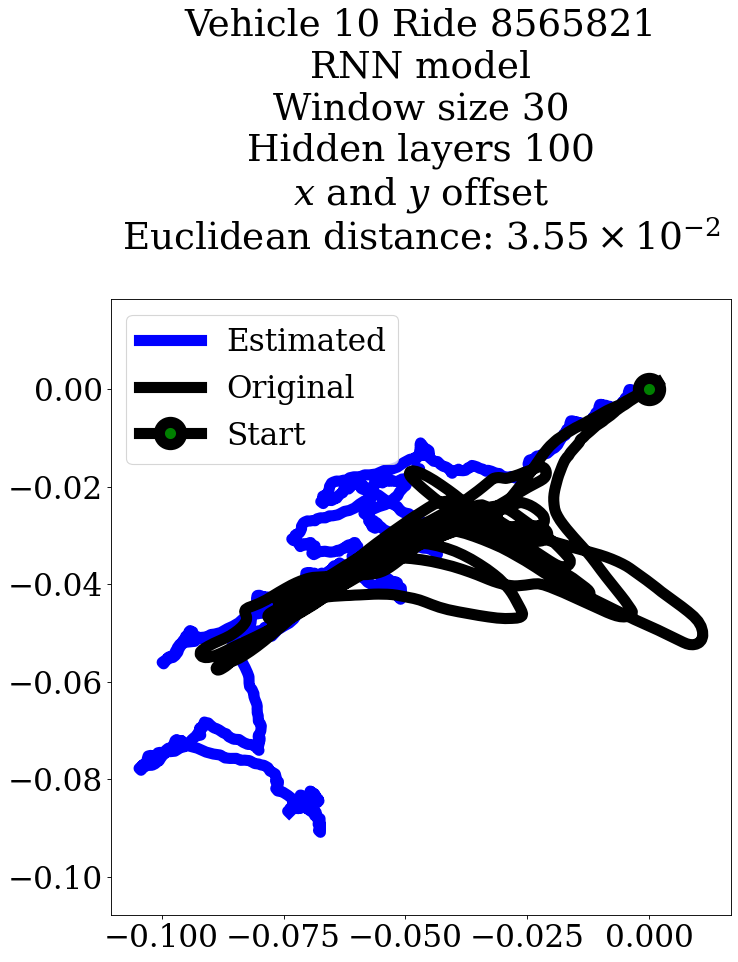 Vehicle 10 Ride 8565821
RNN model
Window size 30
Hidden layers 100
x and y offset
Euclidean distance: 3.55 × 10⁻²
Estimated
Original
Start
0.00
−0.02
−0.04
−0.06
−0.08
−0.10
−0.100 −0.075 −0.050 −0.025 0.000